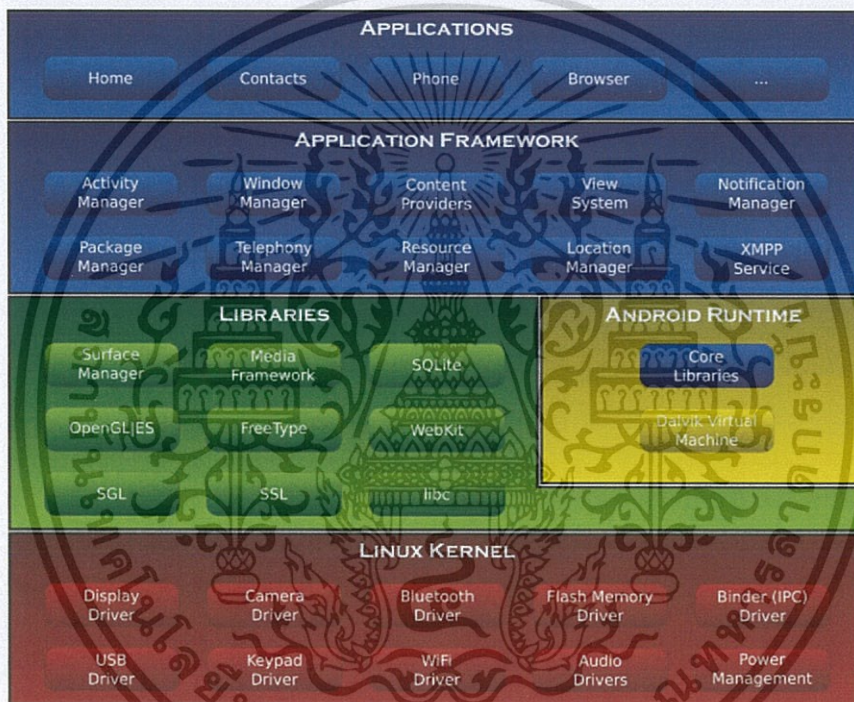 APPLICATIONS
Home Contacts Phone Browser ...
APPLICATION FRAMEWORK
Activity Manager
Window Manager
Content Providers
View System
Notification Manager
Package Manager
Telephony Manager
Resource Manager
Location Manager
XMPP Service
LIBRARIES
Surface Manager
Media Framework
SQLite
OpenGL|ES
FreeType
WebKit
SGL
SSL
libc
ANDROID RUNTIME
Core Libraries
Dalvik Virtual Machine
LINUX KERNEL
Display Driver
Camera Driver
Bluetooth Driver
Flash Memory Driver
Binder (IPC) Driver
USB Driver
Keypad Driver
WiFi Driver
Audio Drivers
Power Management